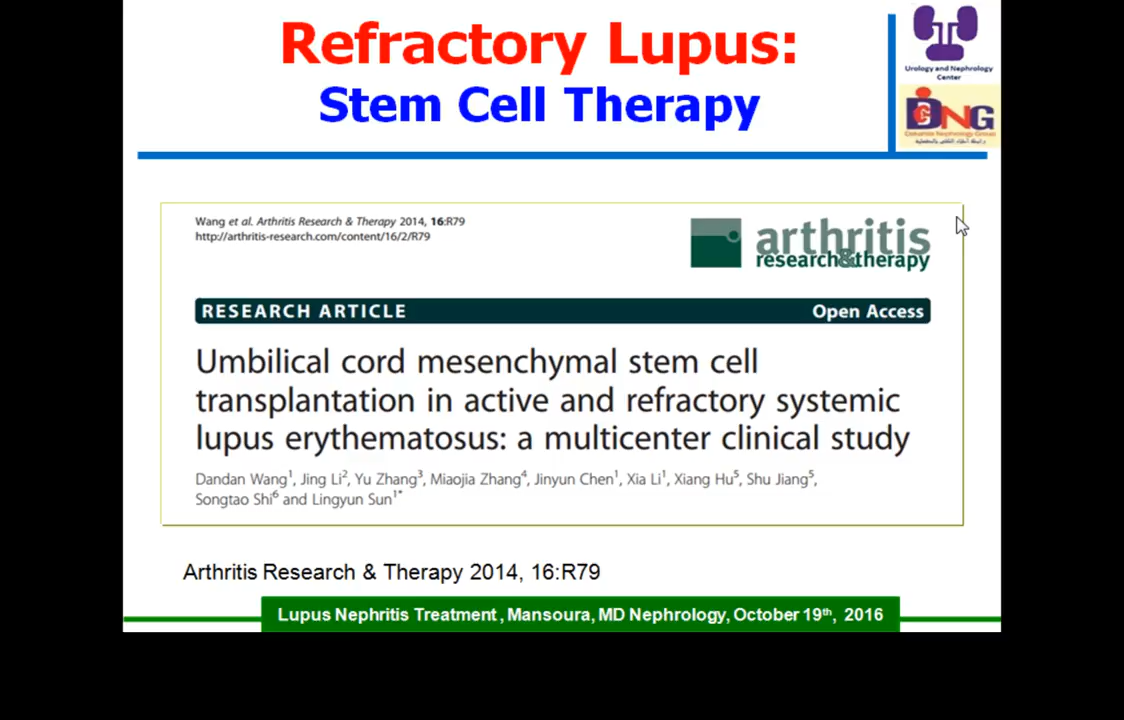 Refractory Lupus:
Stem Cell Therapy
Urology and Nephrology
Center
Wang et al. Arthritis Research & Therapy 2014, 16:R79
http://arthritis-research.com/content/16/2/R79
arthritis
research&therapy
RESEARCH ARTICLE
Open Access
Umbilical cord mesenchymal stem cell
transplantation in active and refractory systemic
lupus erythematosus: a multicenter clinical study
Dandan Wang1, Jing Li2, Yu Zhang3, Miaojia Zhang4, Jinyun Chen1, Xia Li1, Xiang Hu5, Shu Jiang5,
Songtao Shi6 and Lingyun Sun1*
Arthritis Research & Therapy 2014, 16:R79
Lupus Nephritis Treatment , Mansoura, MD Nephrology, October 19th, 2016